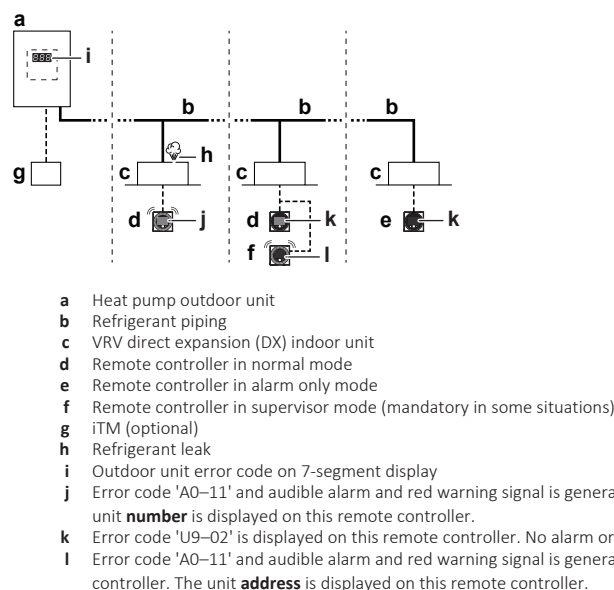 a
888
i
b b b
h
g c c c
d j d k e k
f l
a Heat pump outdoor unit
b Refrigerant piping
c VRV direct expansion (DX) indoor unit
d Remote controller in normal mode
e Remote controller in alarm only mode
f Remote controller in supervisor mode (mandatory in some situations)
g iTM (optional)
h Refrigerant leak
i Outdoor unit error code on 7-segment display
j Error code 'A0–11' and audible alarm and red warning signal is genera
unit number is displayed on this remote controller.
k Error code 'U9–02' is displayed on this remote controller. No alarm or
l Error code 'A0–11' and audible alarm and red warning signal is genera
controller. The unit address is displayed on this remote controller.